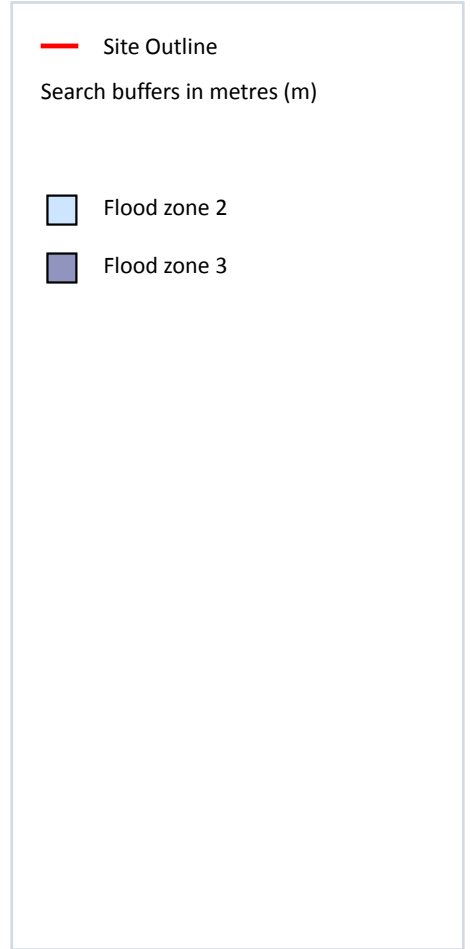 Site Outline
Search buffers in metres (m)
Flood zone 2
Flood zone 3